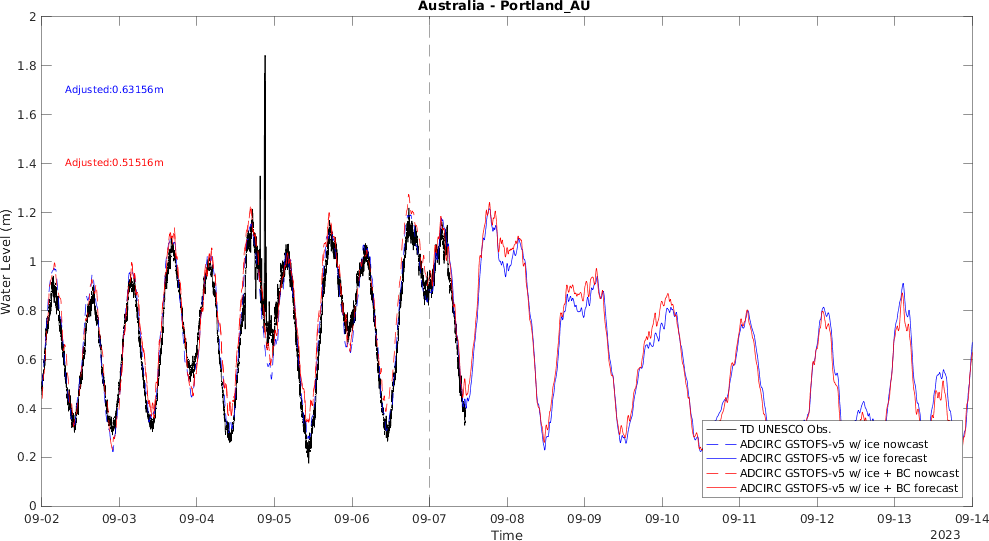 Australia - Portland_AU
2
1.8
1.6
1.4
1.2
1
0.8
0.6
0.4
0.2
0
Water Level (m)
Adjusted:0.63156m
Adjusted:0.51516m
TD UNESCO Obs.
ADCIRC GSTOFS-v5 w/ ice nowcast
ADCIRC GSTOFS-v5 w/ ice forecast
ADCIRC GSTOFS-v5 w/ ice + BC nowcast
ADCIRC GSTOFS-v5 w/ ice + BC forecast
09-02 09-03 09-04 09-05 09-06 09-07 09-08 09-09 09-10 09-11 09-12 09-13 09-14
Time
2023